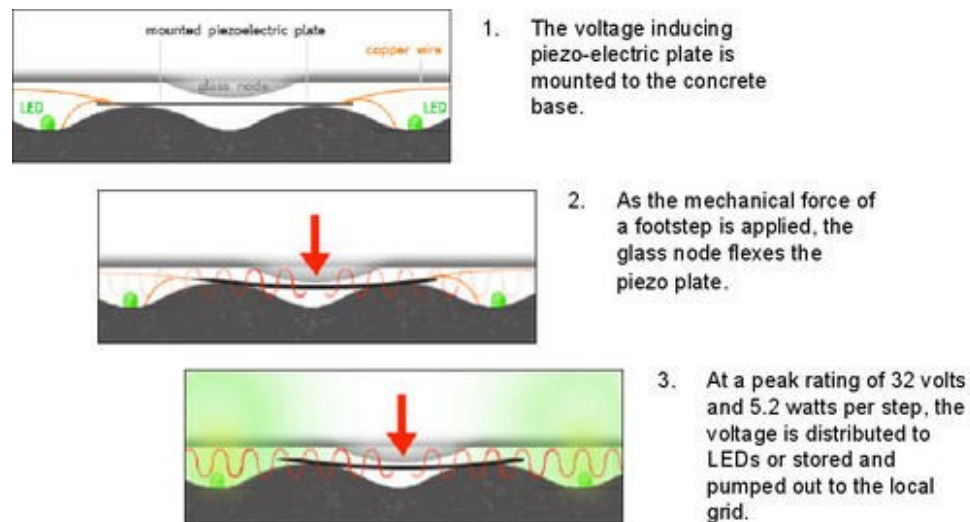 mounted piezoelectric plate
copper wire
glass node
LED
LED
1. The voltage inducing
piezo-electric plate is
mounted to the concrete
base.
2. As the mechanical force of
a footstep is applied, the
glass node flexes the
piezo plate.
3. At a peak rating of 32 volts
and 5.2 watts per step, the
voltage is distributed to
LEDs or stored and
pumped out to the local
grid.